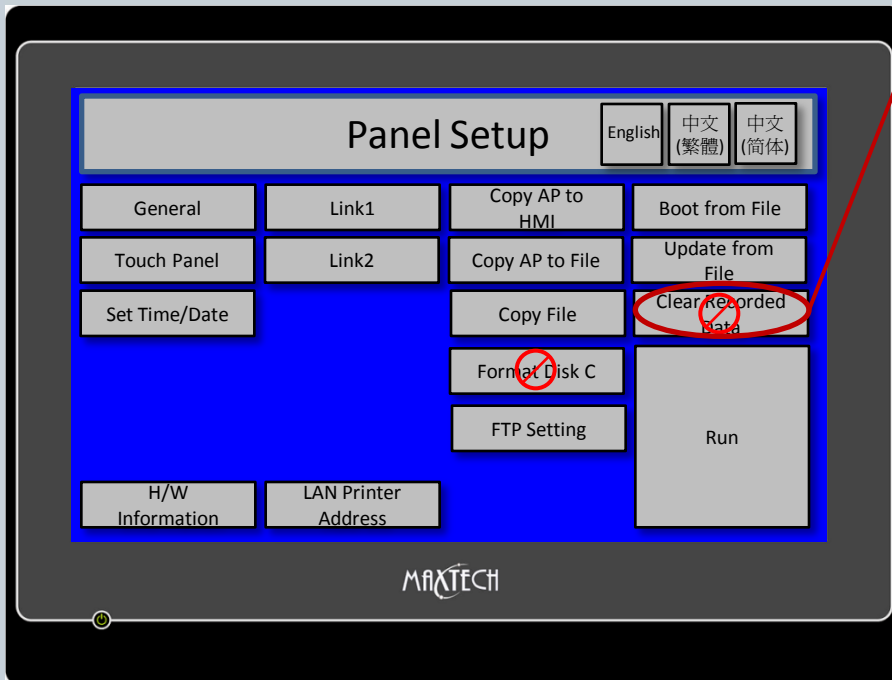 Panel Setup
English
中文
(繁體)
中文
(简体)
General
Link1
Copy AP to
HMI
Boot from File
Touch Panel
Link2
Copy AP to File
Update from
File
Set Time/Date
Copy File
Clear Recorded
Data
Format Disk C
FTP Setting
Run
H/W
Information
LAN Printer
Address
MAXTECH